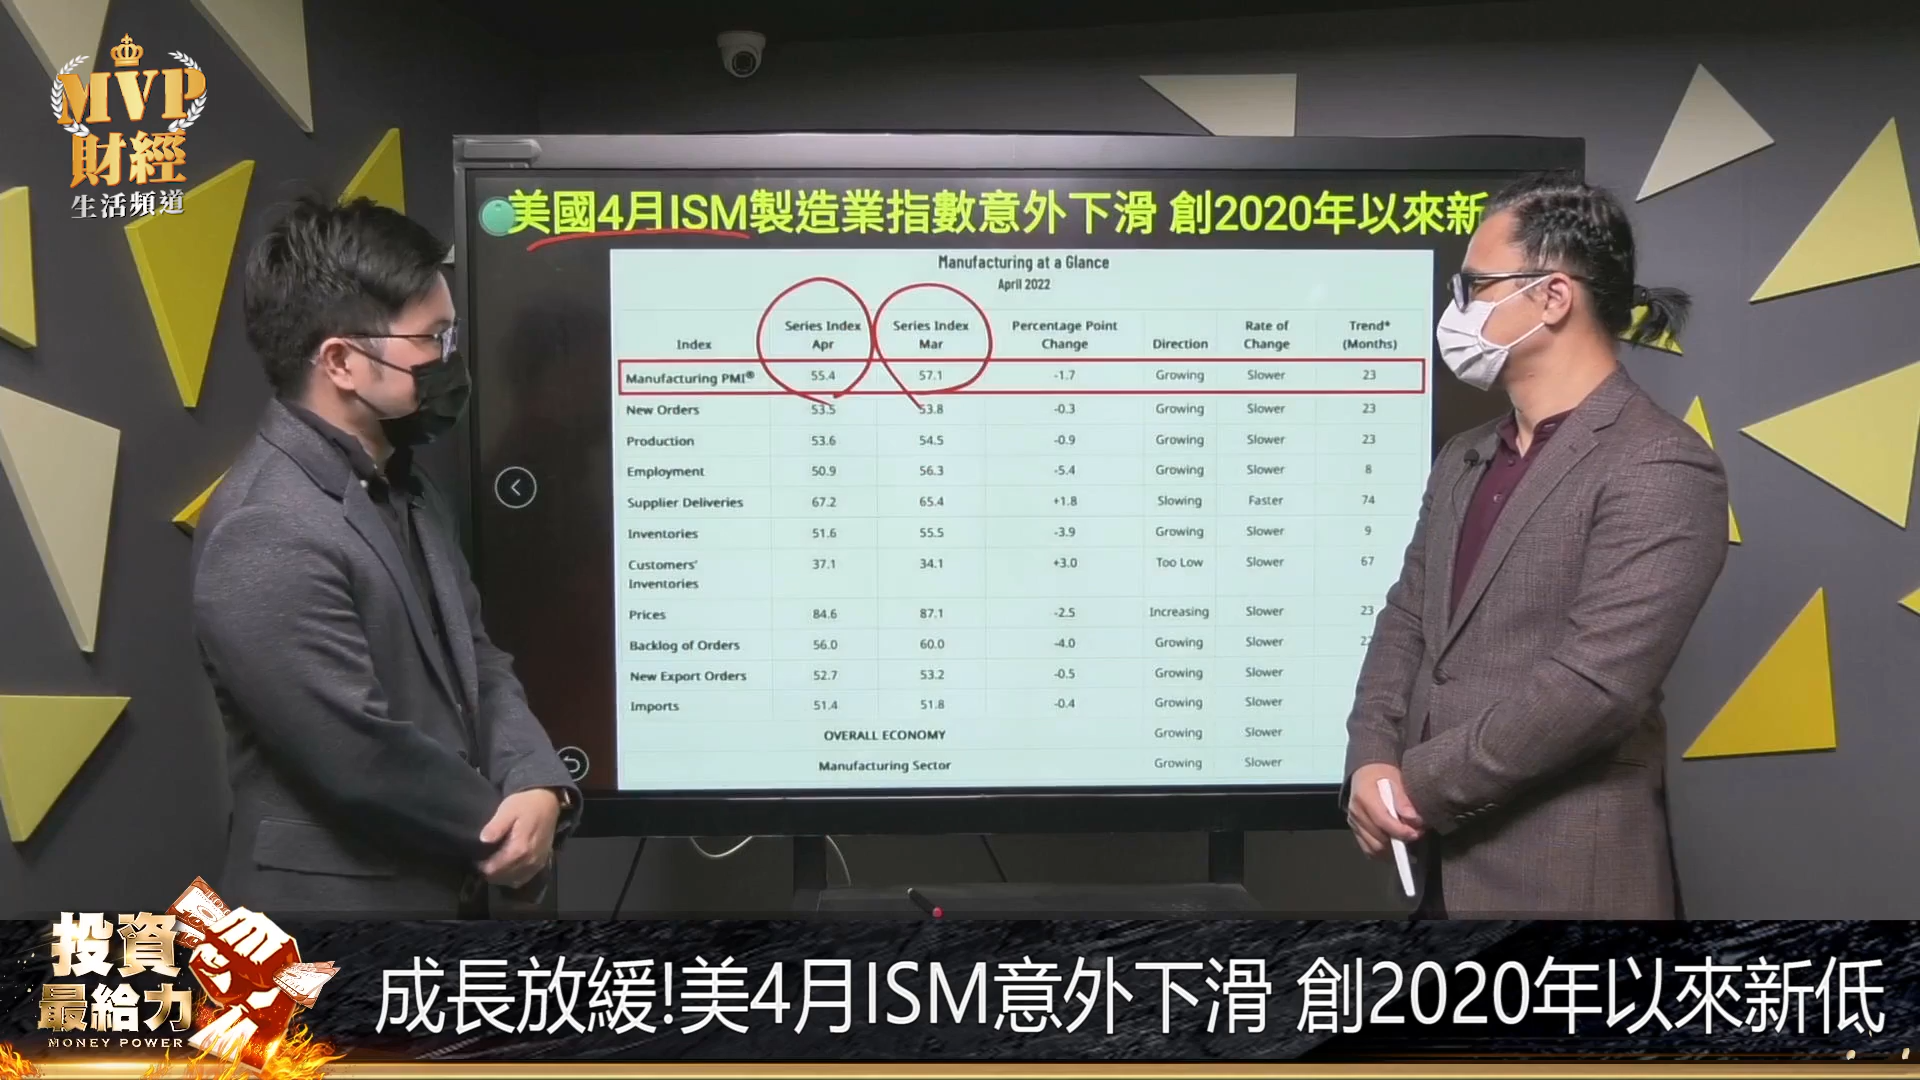 MVP
財經
生活頻道
美國4月ISM製造業指數意外下滑 創2020年以來新
Manufacturing at a Glance
April 2022
Index Series Index Apr Series Index Mar Percentage Point Change Direction Rate of Change Trend* (Months)
Manufacturing PMI® 55.4 57.1 -1.7 Growing Slower 23
New Orders 53.5 53.8 -0.3 Growing Slower 23
Production 53.6 54.5 -0.9 Growing Slower 23
Employment 50.9 56.3 -5.4 Growing Slower 8
Supplier Deliveries 67.2 65.4 +1.8 Slowing Faster 74
Inventories 51.6 55.5 -3.9 Growing Slower 9
Customers' Inventories 37.1 34.1 +3.0 Too Low Slower 67
Prices 84.6 87.1 -2.5 Increasing Slower 23
Backlog of Orders 56.0 60.0 -4.0 Growing Slower
New Export Orders 52.7 53.2 -0.5 Growing Slower
Imports 51.4 51.8 -0.4 Growing Slower
OVERALL ECONOMY Growing Slower
Manufacturing Sector Growing Slower
投資
最給力
MONEY POWER
成長放緩!美4月ISM意外下滑 創2020年以來新低